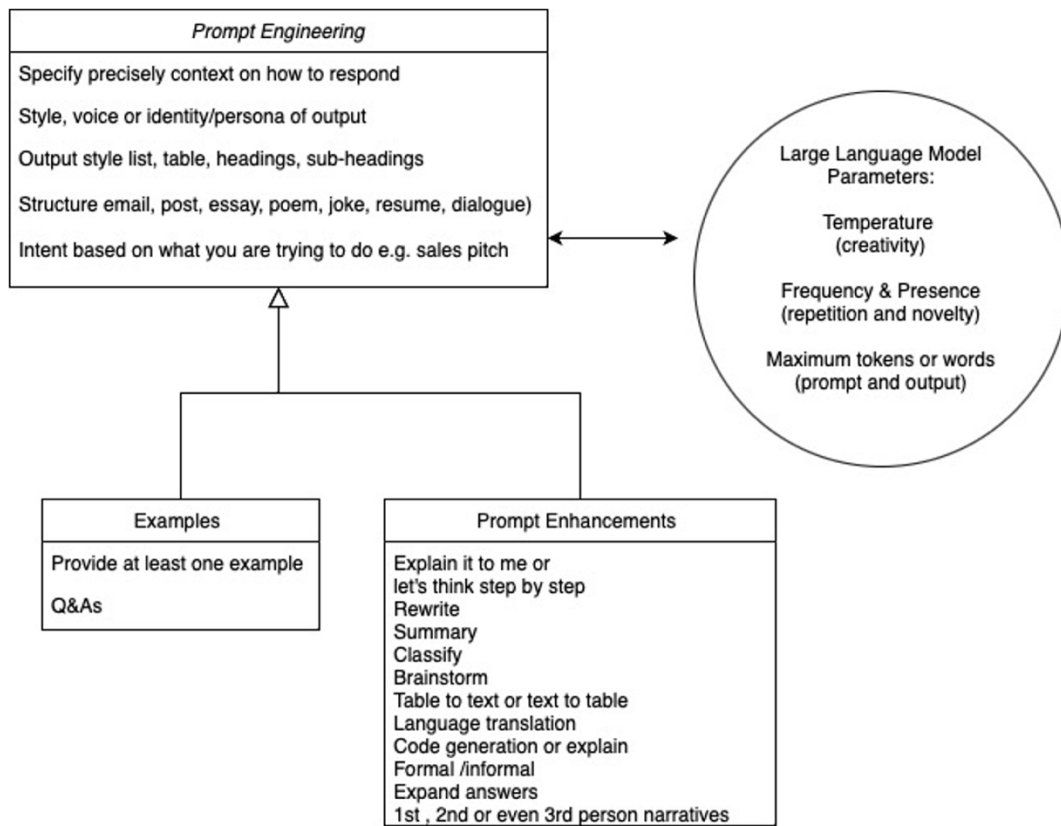 Prompt Engineering
Specify precisely context on how to respond
Style, voice or identity/persona of output
Output style list, table, headings, sub-headings
Structure email, post, essay, poem, joke, resume, dialogue)
Intent based on what you are trying to do e.g. sales pitch
Large Language Model
Parameters:
Temperature
(creativity)
Frequency & Presence
(repetition and novelty)
Maximum tokens or words
(prompt and output)
Examples
Provide at least one example
Q&As
Prompt Enhancements
Explain it to me or
let's think step by step
Rewrite
Summary
Classify
Brainstorm
Table to text or text to table
Language translation
Code generation or explain
Formal /informal
Expand answers
1st , 2nd or even 3rd person narratives